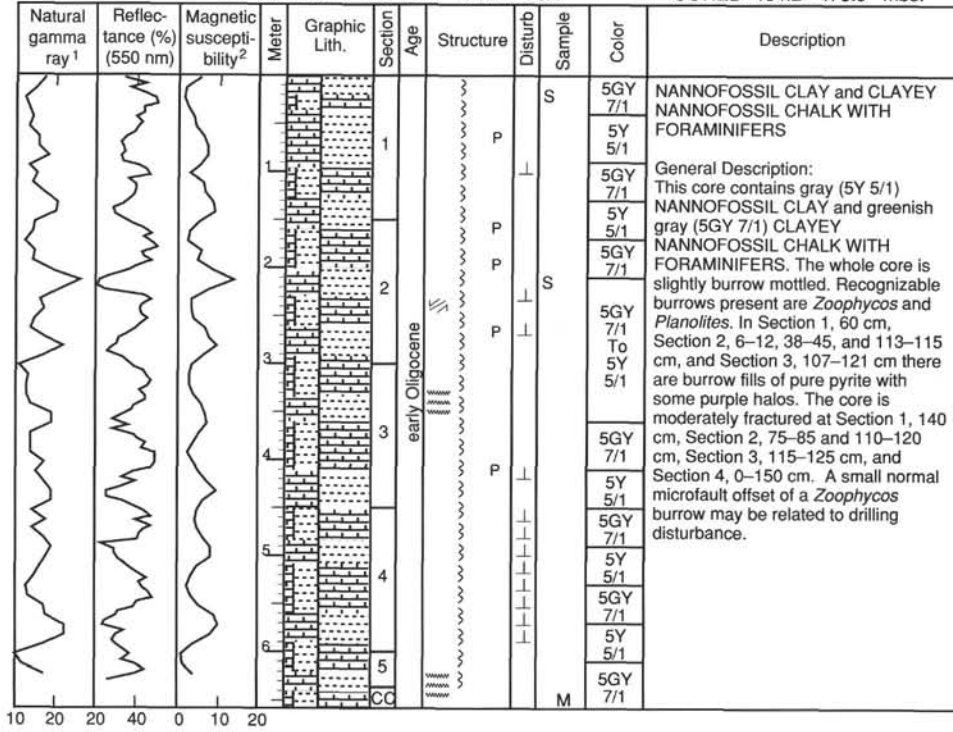 Natural gamma ray 1
Reflec-tance (%) (550 nm)
Magnetic suscepti-bility2
Meter
Graphic Lith.
Section
Age
Structure
Disturb
Sample
Color
Description
1
2
3
4
5
6
1
2
3
4
5
CC
early Oligocene
P
P
P
P
P
S
S
M
5GY 7/1
5Y 5/1
5GY 7/1
5Y 5/1
5GY 7/1
5GY 7/1 To 5Y 5/1
5GY 7/1
5Y 5/1
5GY 7/1
5Y 5/1
5GY 7/1
5Y 5/1
5GY 7/1
NANNOFOSSIL CLAY and CLAYEY
NANNOFOSSIL CHALK WITH
FORAMINIFERS
General Description:
This core contains gray (5Y 5/1)
NANNOFOSSIL CLAY and greenish
gray (5GY 7/1) CLAYEY
NANNOFOSSIL CHALK WITH
FORAMINIFERS. The whole core is
slightly burrow mottled. Recognizable
burrows present are Zoophycos and
Planolites. In Section 1, 60 cm,
Section 2, 6–12, 38–45, and 113–115
cm, and Section 3, 107–121 cm there
are burrow fills of pure pyrite with
some purple halos. The core is
moderately fractured at Section 1, 140
cm, Section 2, 75–85 and 110–120
cm, Section 3, 115–125 cm, and
Section 4, 0–150 cm. A small normal
microfault offset of a Zoophycos
burrow may be related to drilling
disturbance.
10 20 20 40 0 10 20